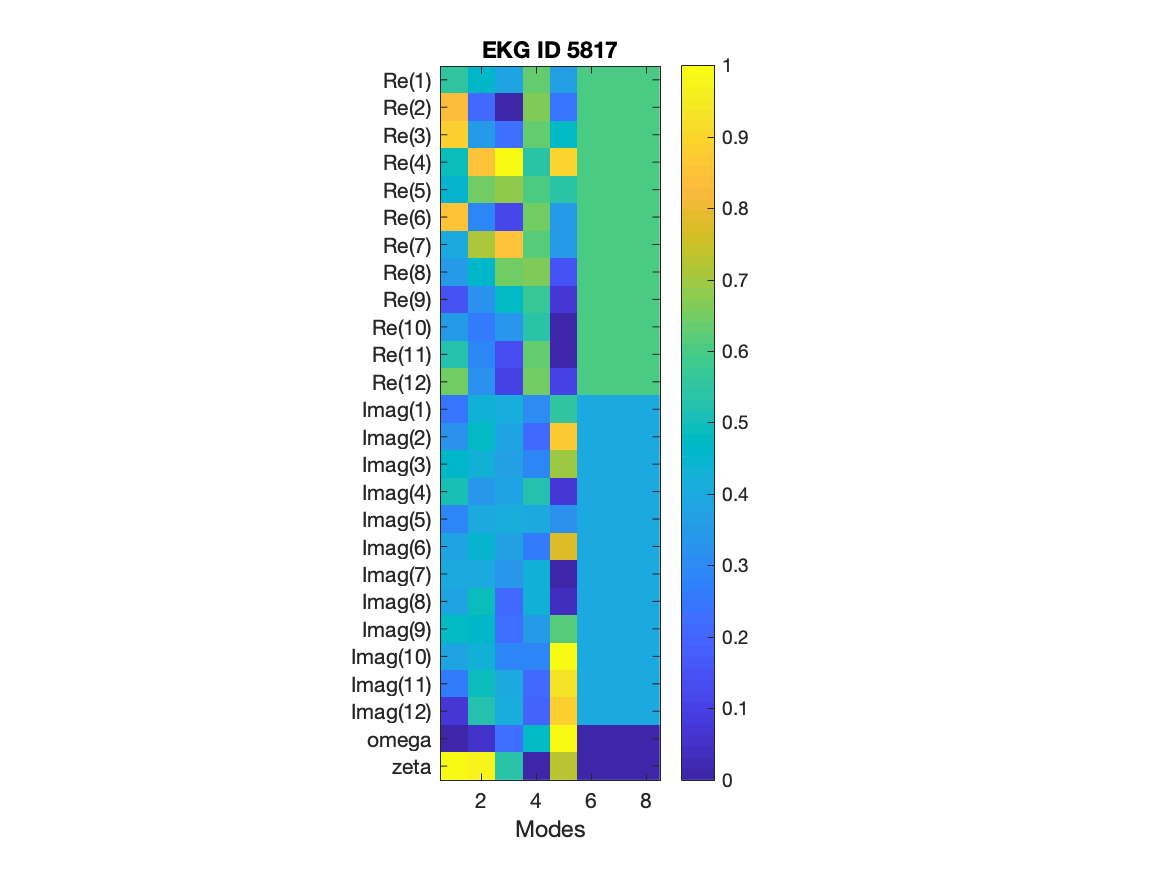 EKG ID 5817
Re(1)
Re(2)
Re(3)
Re(4)
Re(5)
Re(6)
Re(7)
Re(8)
Re(9)
Re(10)
Re(11)
Re(12)
Imag(1)
Imag(2)
Imag(3)
Imag(4)
Imag(5)
Imag(6)
Imag(7)
Imag(8)
Imag(9)
Imag(10)
Imag(11)
Imag(12)
omega
zeta
2 4 6 8
Modes
1
0.9
0.8
0.7
0.6
0.5
0.4
0.3
0.2
0.1
0